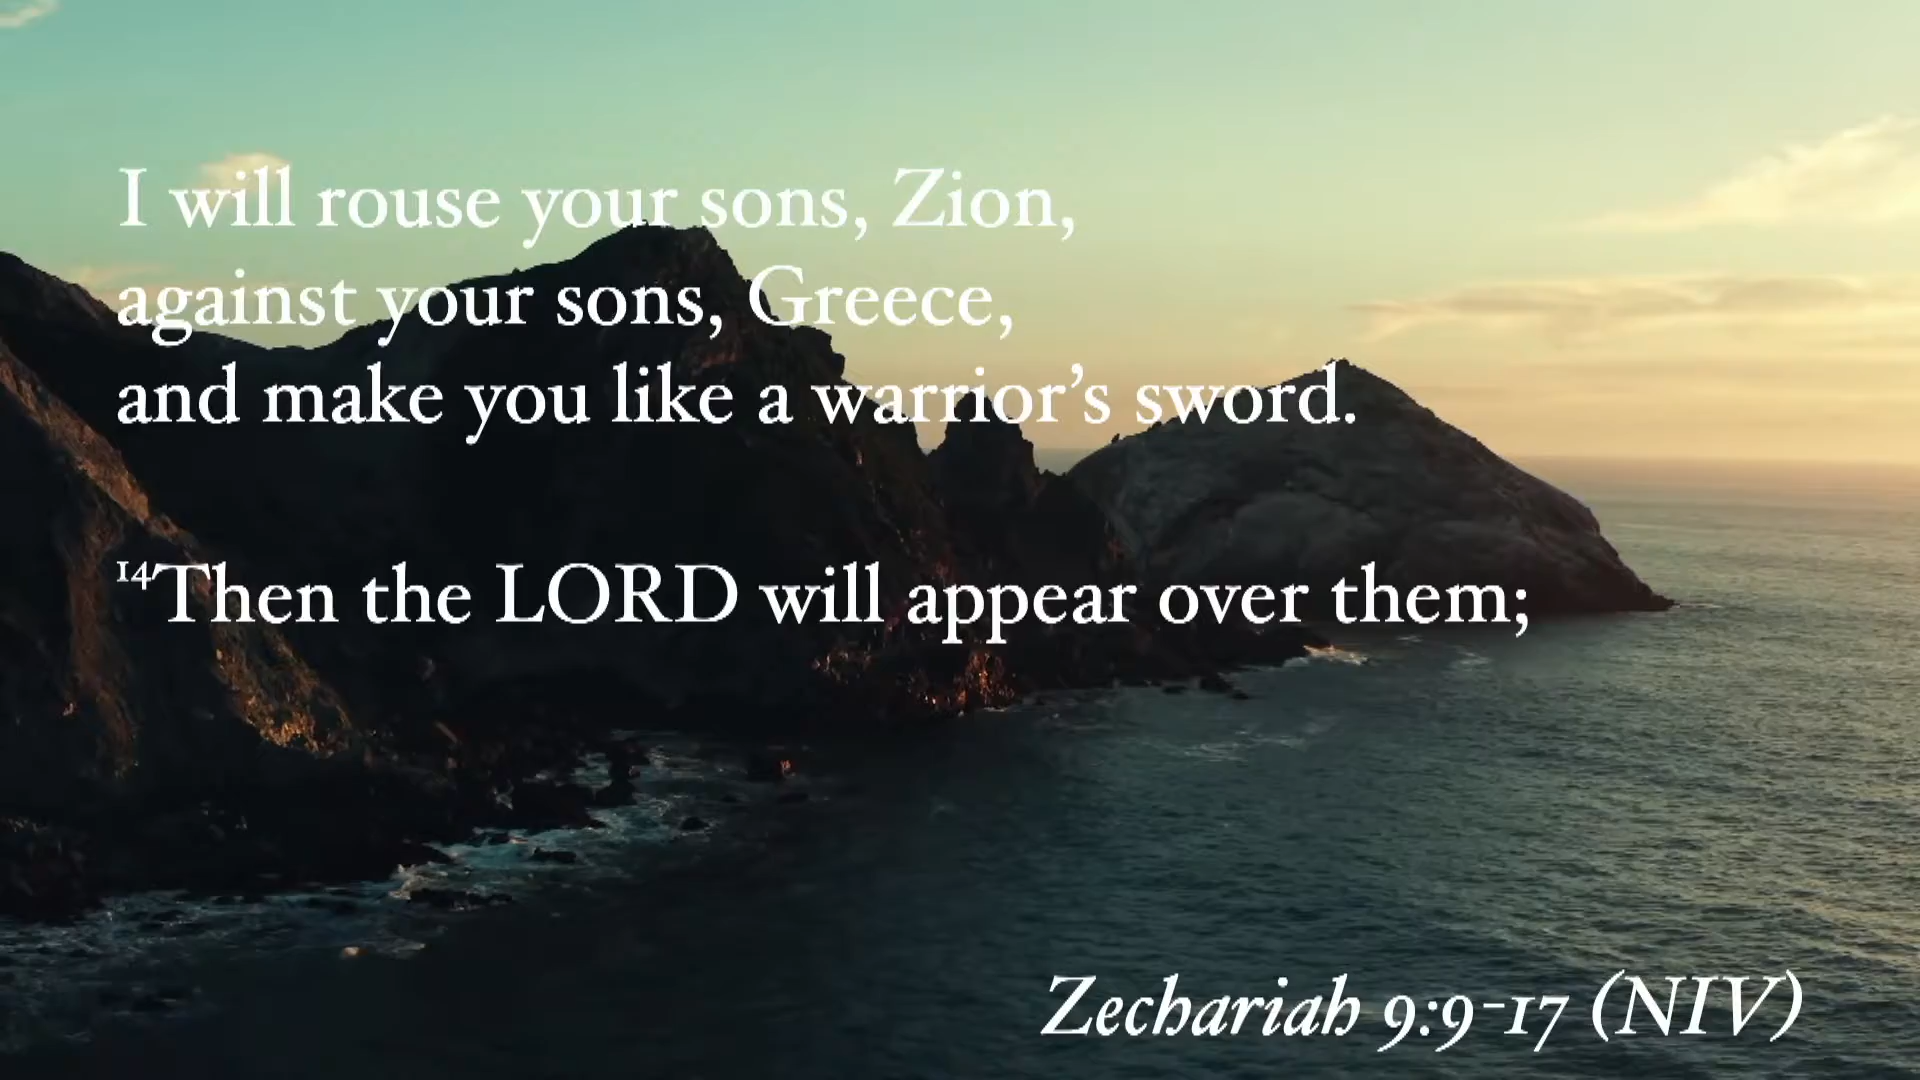 I will rouse your sons, Zion,
against your sons, Greece,
and make you like a warrior’s sword.
¹⁴Then the LORD will appear over them;
Zechariah 9:9-17 (NIV)